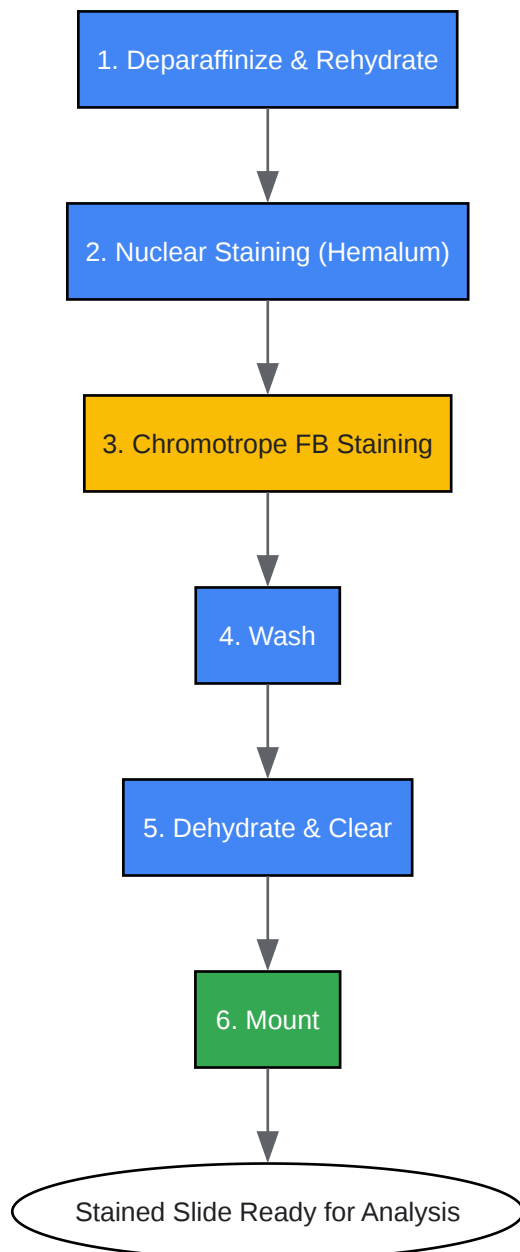 1. Deparaffinize & Rehydrate
2. Nuclear Staining (Hemalum)
3. Chromotrope FB Staining
4. Wash
5. Dehydrate & Clear
6. Mount
Stained Slide Ready for Analysis